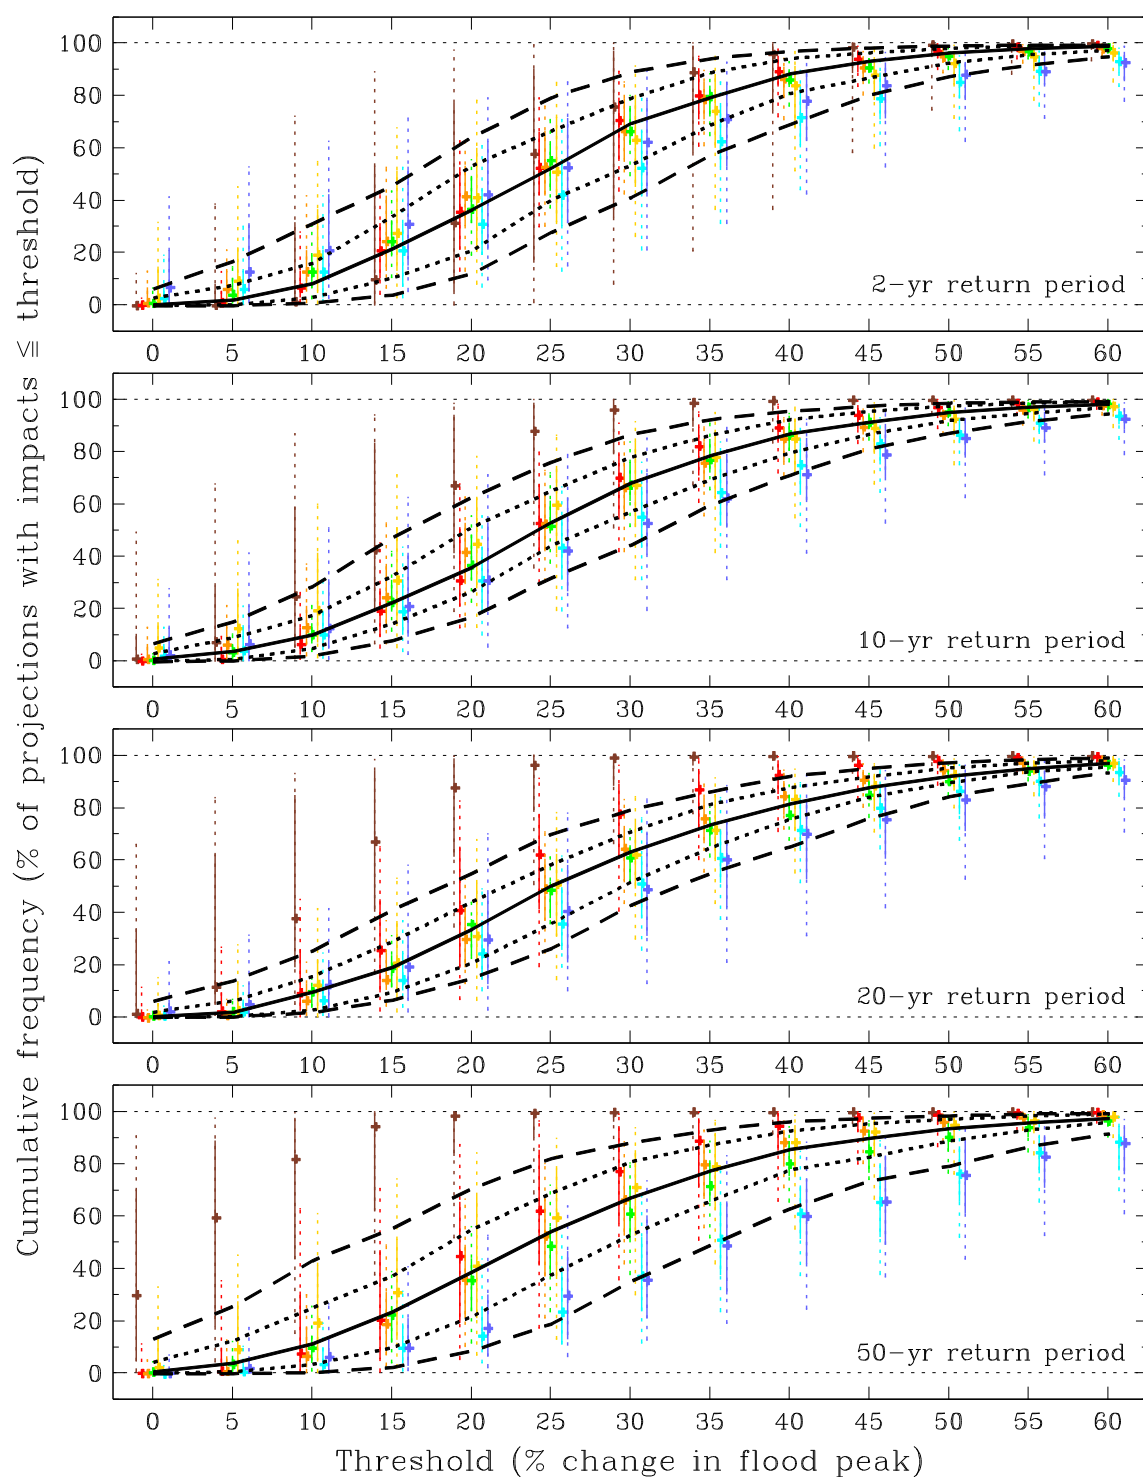 Cumulative frequency (% of projections with impacts ≦ threshold)
100
80
60
40
20
0
2-yr return period
0 5 10 15 20 25 30 35 40 45 50 55 60
100
80
60
40
20
0
10-yr return period
0 5 10 15 20 25 30 35 40 45 50 55 60
100
80
60
40
20
0
20-yr return period
0 5 10 15 20 25 30 35 40 45 50 55 60
100
80
60
40
20
0
50-yr return period
0 5 10 15 20 25 30 35 40 45 50 55 60
Threshold (% change in flood peak)